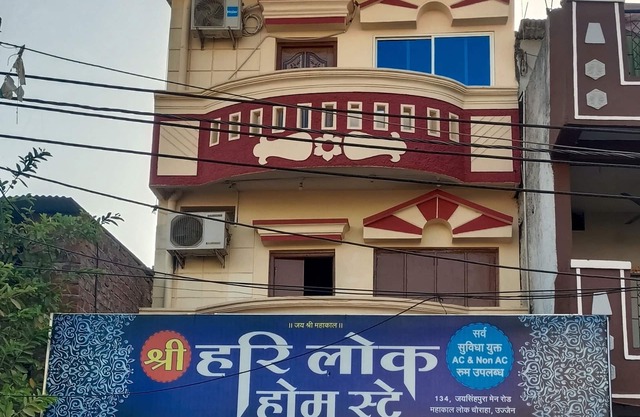 ॥ जय श्री महाकाल॥
श्री हरि लोक
होम स्टे
सर्व
सुविधा युक्त
AC & Non AC
रूम उपलब्ध
134, जयसिंहपुरा मेन रोड
महाकाल लोक चौराहा, उज्जैन